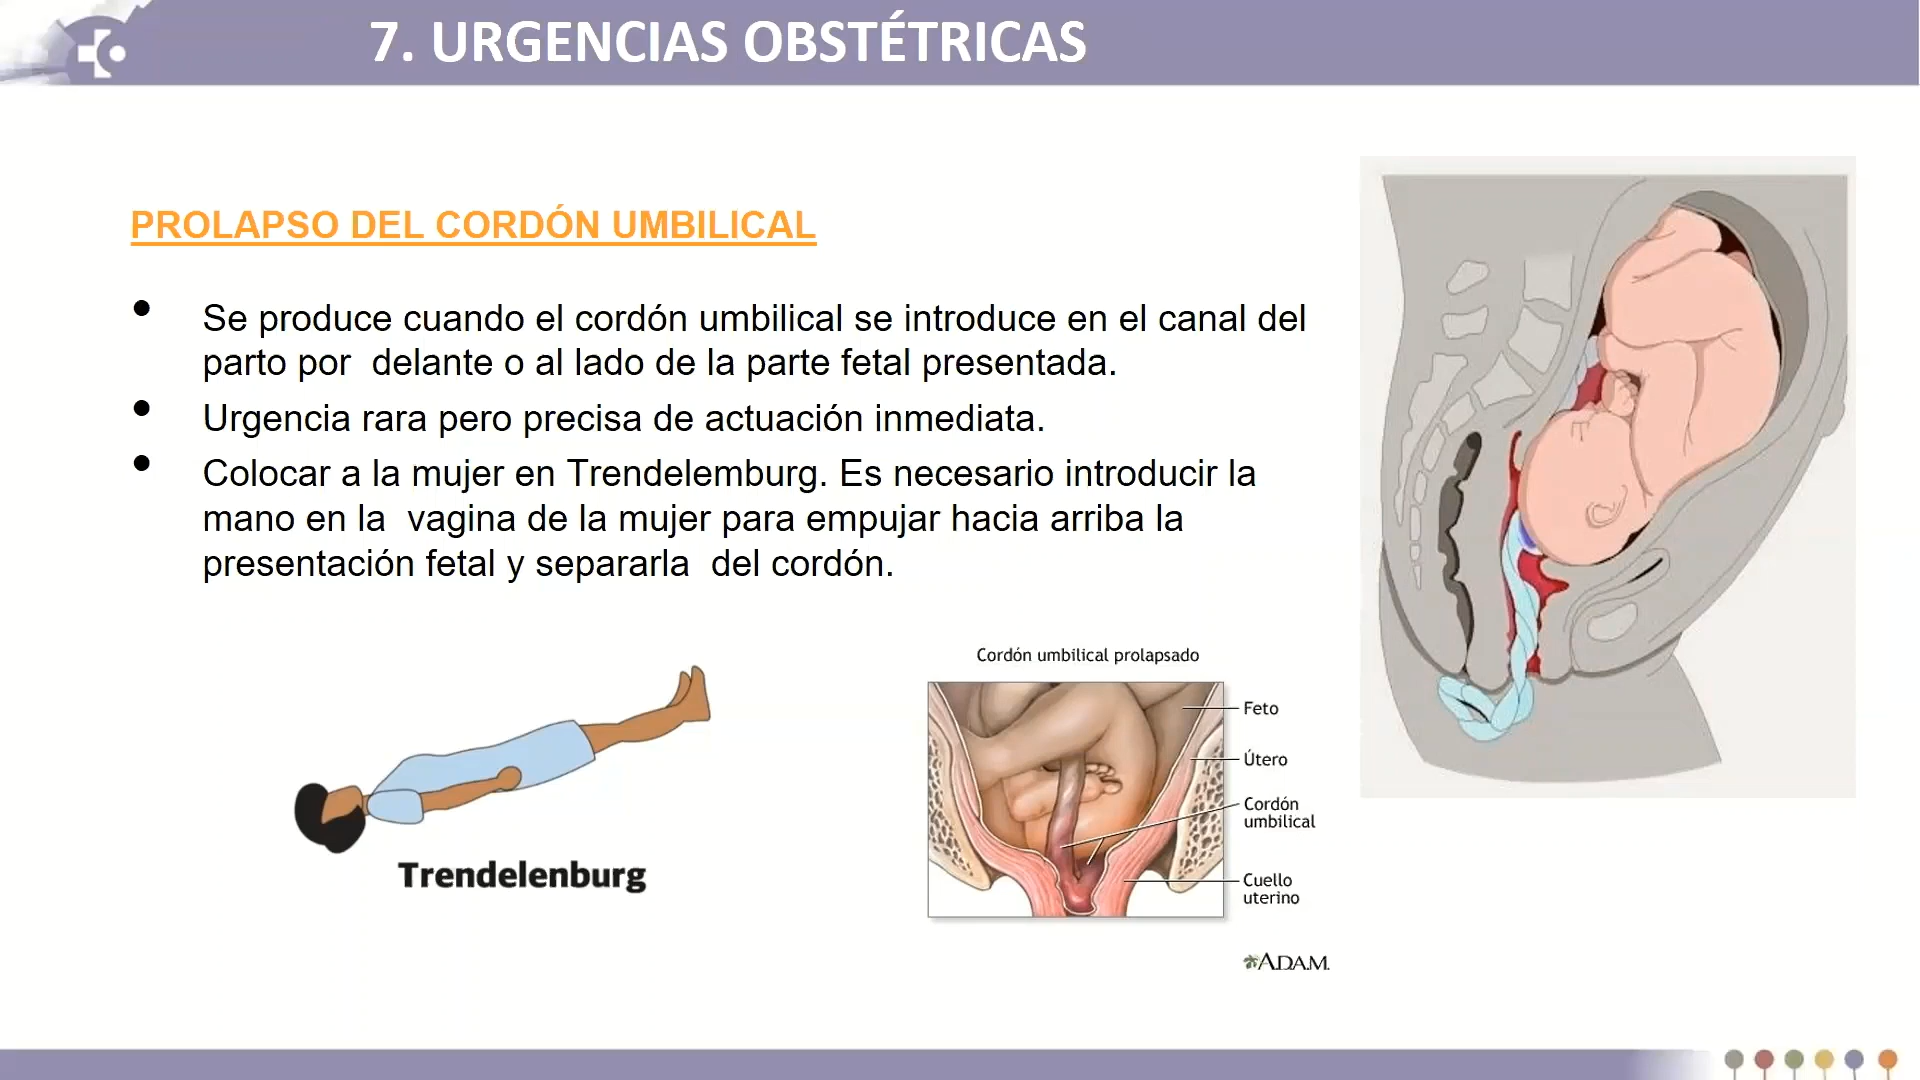 7. URGENCIAS OBSTÉTRICAS
PROLAPSO DEL CORDÓN UMBILICAL
• Se produce cuando el cordón umbilical se introduce en el canal del
parto por delante o al lado de la parte fetal presentada.
• Urgencia rara pero precisa de actuación inmediata.
• Colocar a la mujer en Trendelemburg. Es necesario introducir la
mano en la vagina de la mujer para empujar hacia arriba la
presentación fetal y separarla del cordón.
Trendelenburg
Cordón umbilical prolapsado
Feto
Útero
Cordón
umbilical
Cuello
uterino
A.D.A.M.